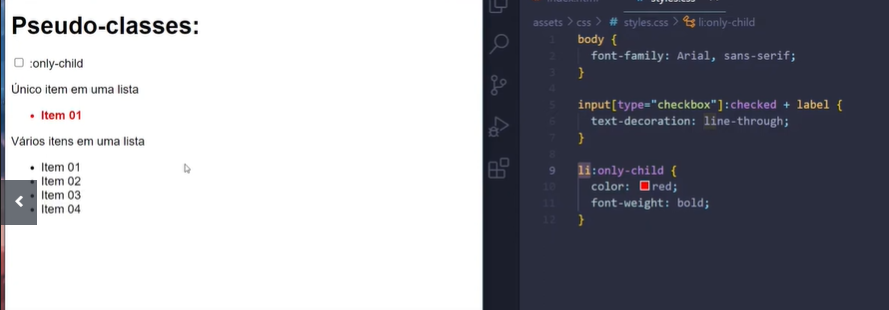 Pseudo-classes:
:only-child
Único item em uma lista
Item 01
Vários itens em uma lista
Item 01
Item 02
Item 03
Item 04
assets > css > # styles.css > li:only-child
1 body {
2 font-family: Arial, sans-serif;
3 }
4
5 input[type="checkbox"]:checked + label {
6 text-decoration: line-through;
7 }
8
9 li:only-child {
10 color: red;
11 font-weight: bold;
12 }